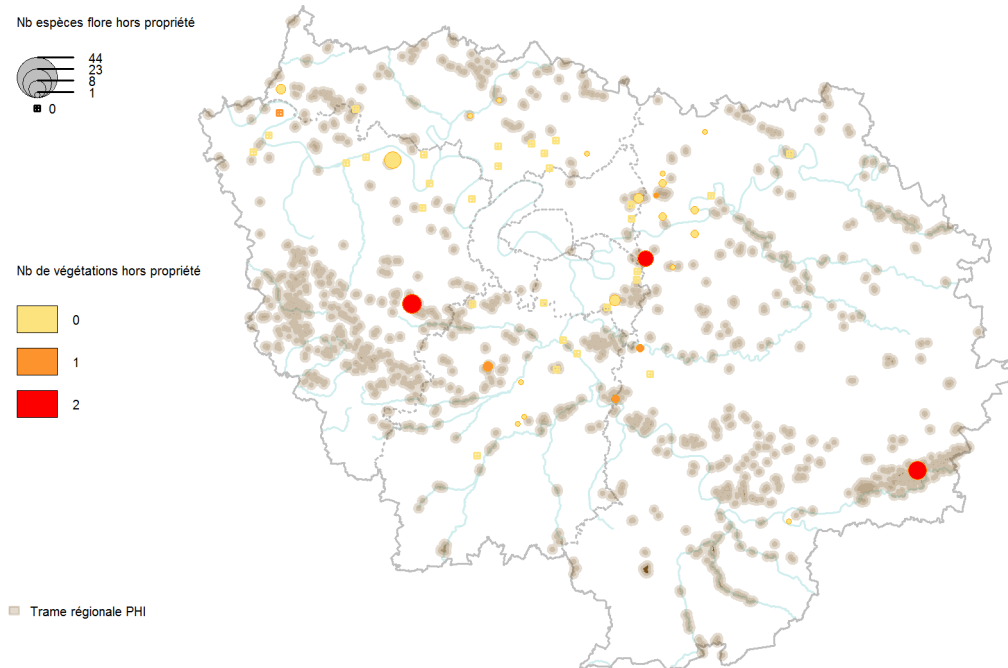 Nb espèces flore hors propriété
44
23
8
1
0
Nb de végétations hors propriété
0
1
2
Trame régionale PHI